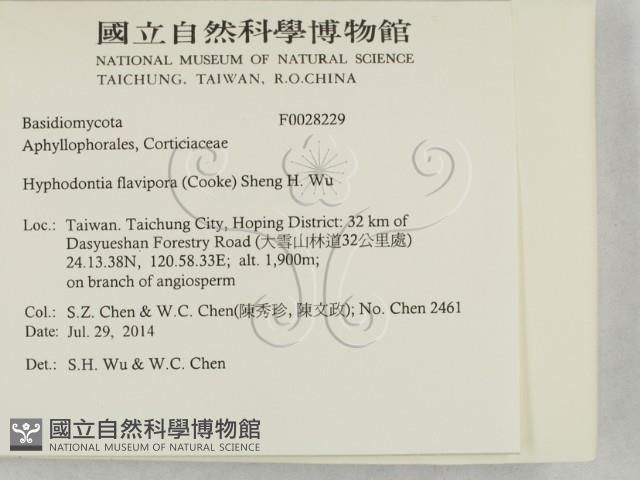 國立自然科學博物館
NATIONAL MUSEUM OF NATURAL SCIENCE
TAICHUNG, TAIWAN, R.O.CHINA
Basidiomycota F0028229
Aphyllophorales, Corticiaceae
Hyphodontia flavipora (Cooke) Sheng H. Wu
Loc.: Taiwan. Taichung City, Hoping District: 32 km of
Dasyueshan Forestry Road (大雪山林道32公里處)
24.13.38N, 120.58.33E; alt. 1,900m;
on branch of angiosperm
Col.: S.Z. Chen & W.C. Chen(陳秀珍, 陳文政); No. Chen 2461
Date: Jul. 29, 2014
Det.: S.H. Wu & W.C. Chen
國立自然科學博物館
NATIONAL MUSEUM OF NATURAL SCIENCE